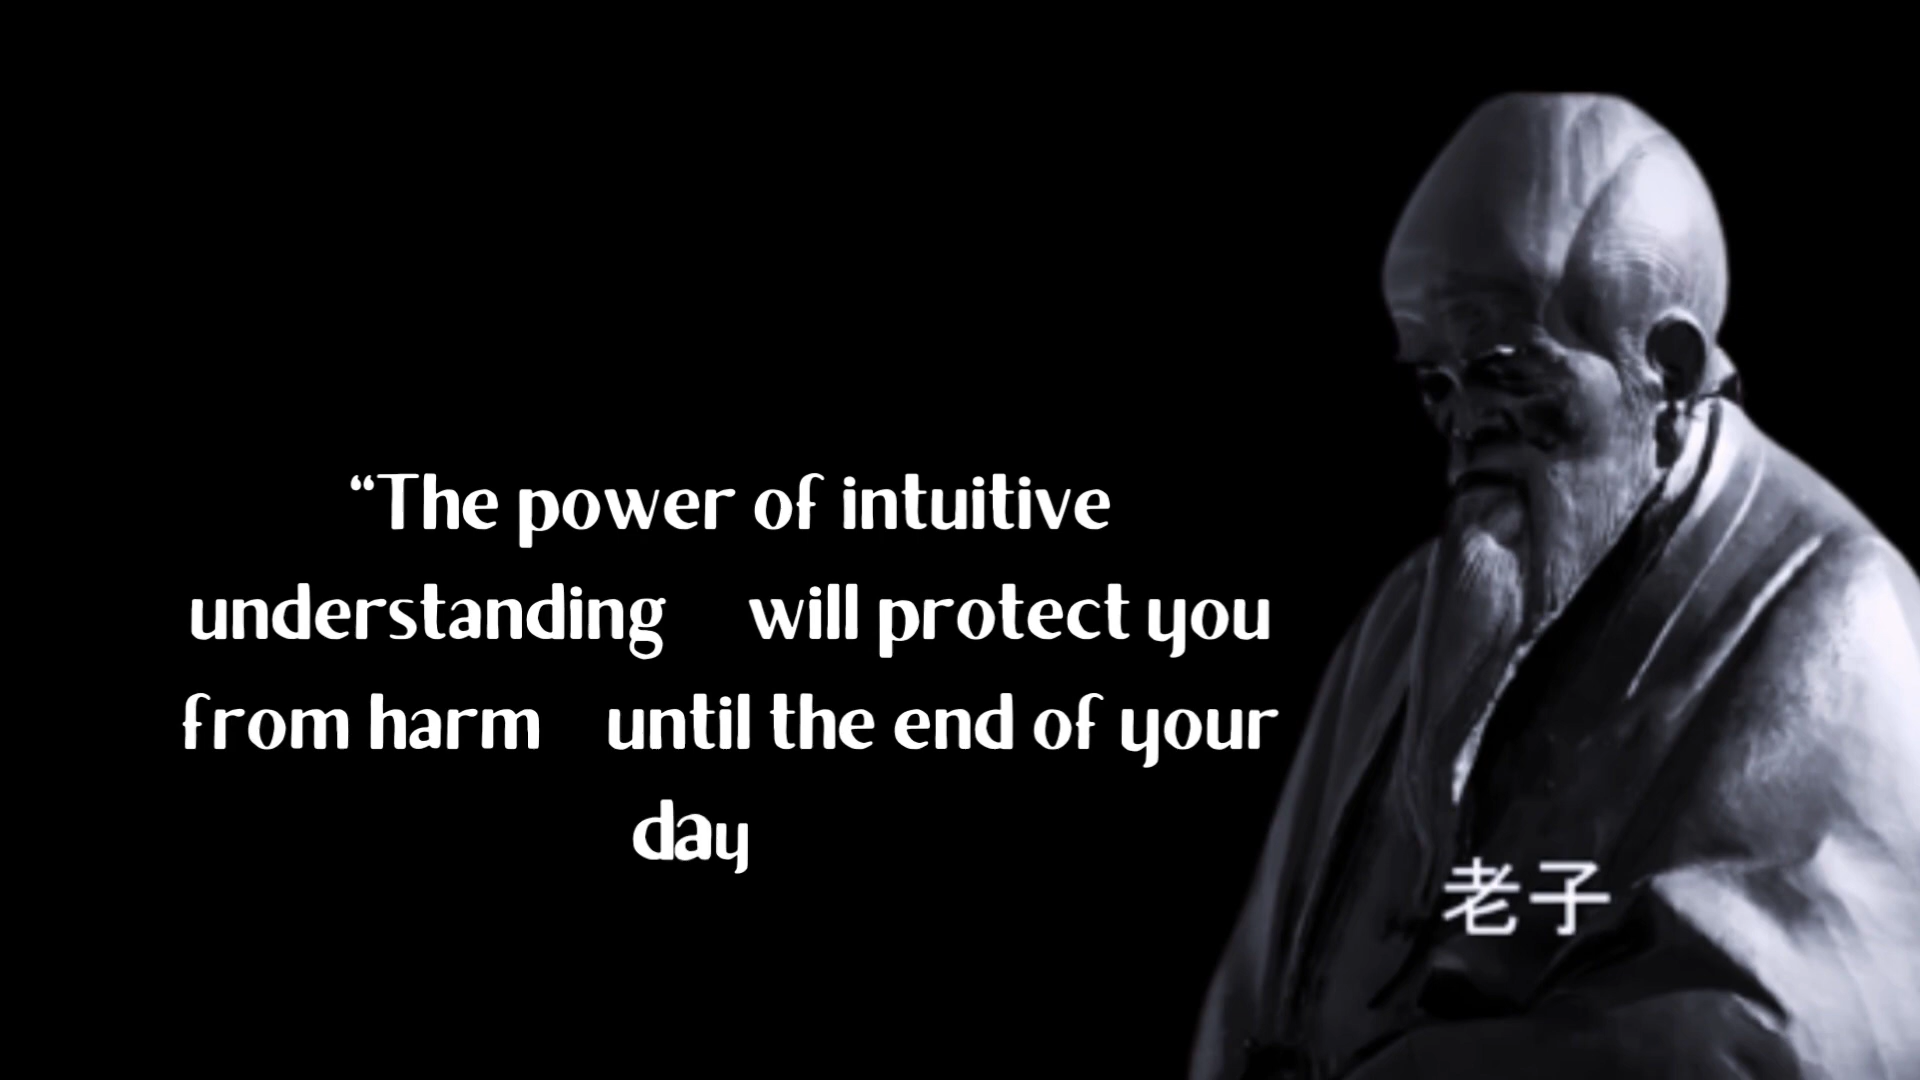 “The power of intuitive
understanding will protect you
from harm until the end of your
day
老子